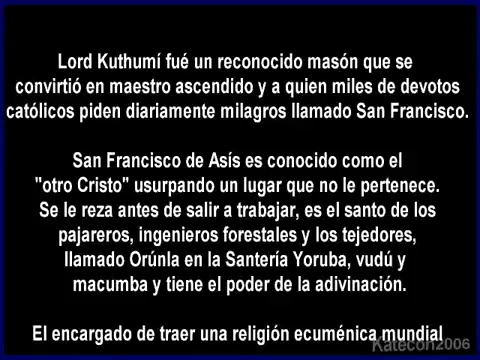 Lord Kuthumí fué un reconocido masón que se
convirtió en maestro ascendido y a quien miles de devotos
católicos piden diariamente milagros llamado San Francisco.
San Francisco de Asís es conocido como el
"otro Cristo" usurpando un lugar que no le pertenece.
Se le reza antes de salir a trabajar, es el santo de los
pajareros, ingenieros forestales y los tejedores,
llamado Orúnla en la Santería Yoruba, vudú y
macumba y tiene el poder de la adivinación.
El encargado de traer una religión ecuménica mundial
Katecon2006